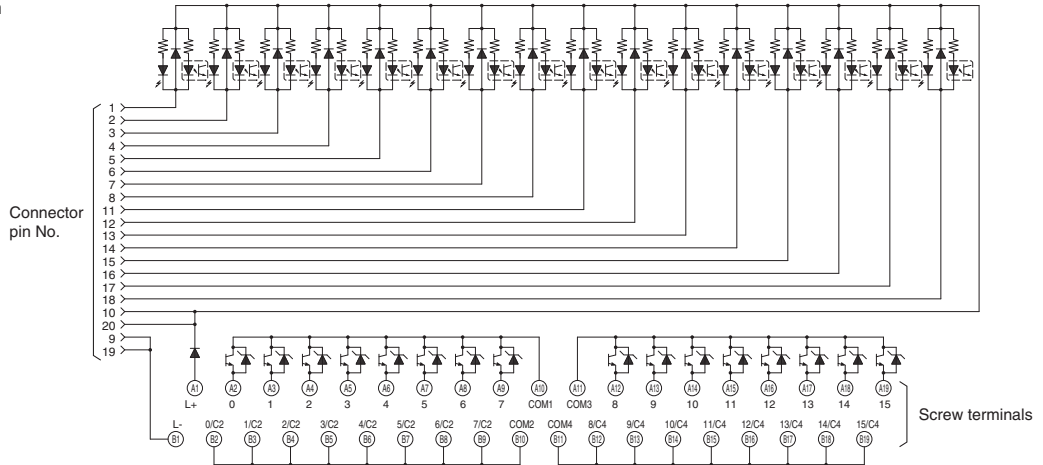 1
2
3
4
5
6
7
8
11
12
13
14
15
16
17
18
10
20
9
19
Connector
pin No.
A1 A2 A3 A4 A5 A6 A7 A8 A9 A10 A11 A12 A13 A14 A15 A16 A17 A18 A19
L+ 0 1 2 3 4 5 6 7 COM1 COM3 8 9 10 11 12 13 14 15
Screw terminals
L- 0/C2 1/C2 2/C2 3/C2 4/C2 5/C2 6/C2 7/C2 COM2 COM4 8/C4 9/C4 10/C4 11/C4 12/C4 13/C4 14/C4 15/C4
B1 B2 B3 B4 B5 B6 B7 B8 B9 B10 B11 B12 B13 B14 B15 B16 B17 B18 B19